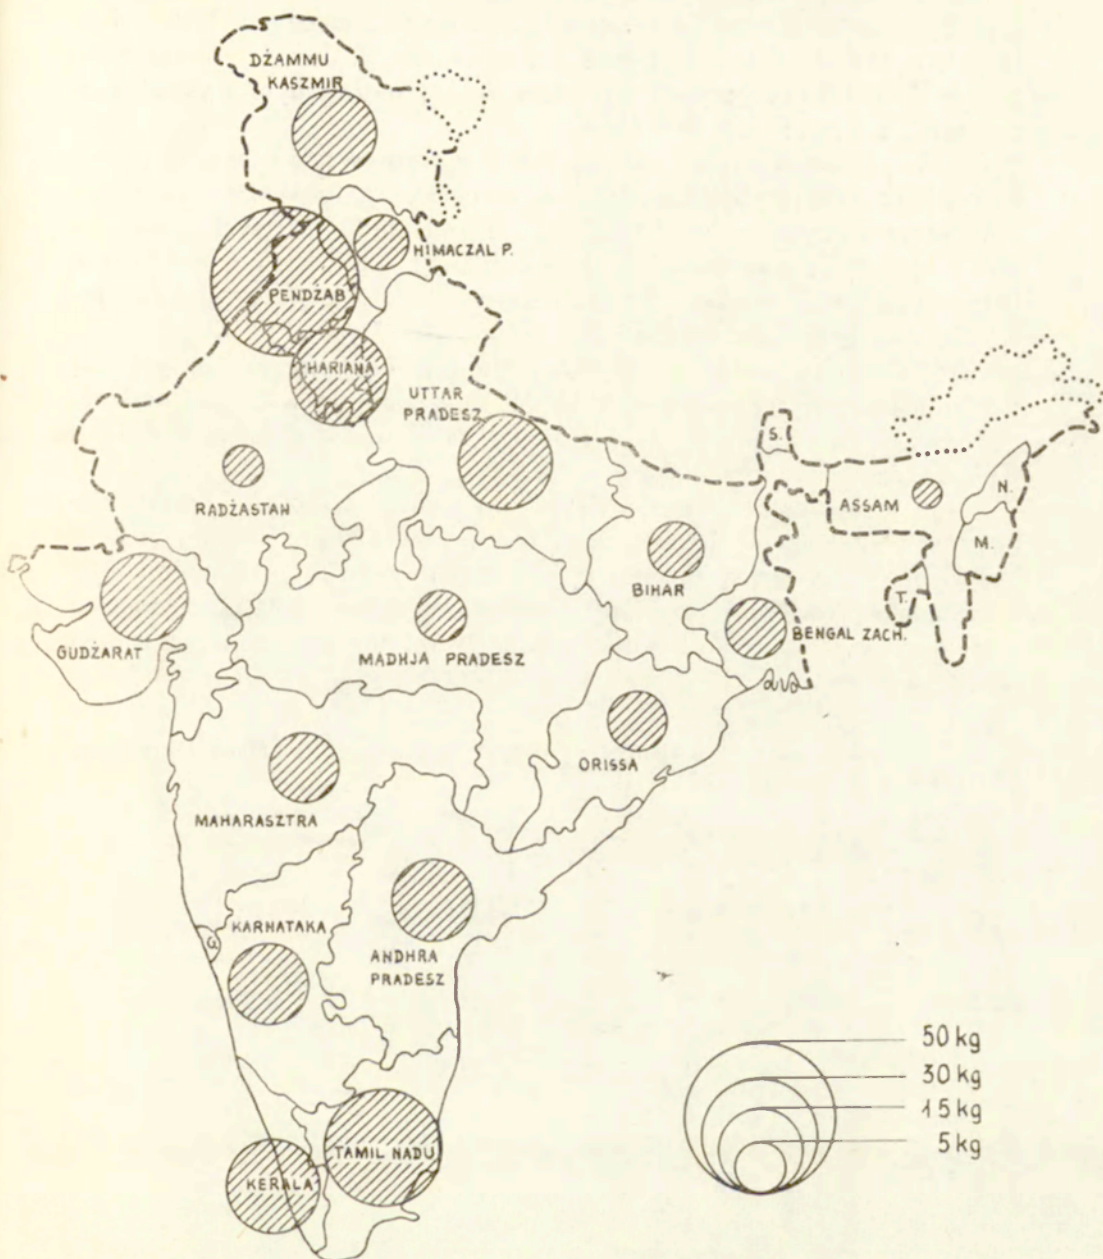 DŻAMMU
KASZMIR
HIMACZAL P.
PENDŻAB
HARIANA
UTTAR
PRADESZ
S.
RADŻASTAN
ASSAM
N.
M.
BIHAR
T.
GUDŻARAT
MADHJA PRADESZ
BENGAL ZACH.
ORISSA
MAHARASZTRA
KARNATAKA
G.
ANDHRA
PRADESZ
TAMIL NADU
KERALA
50 kg
30 kg
15 kg
5 kg